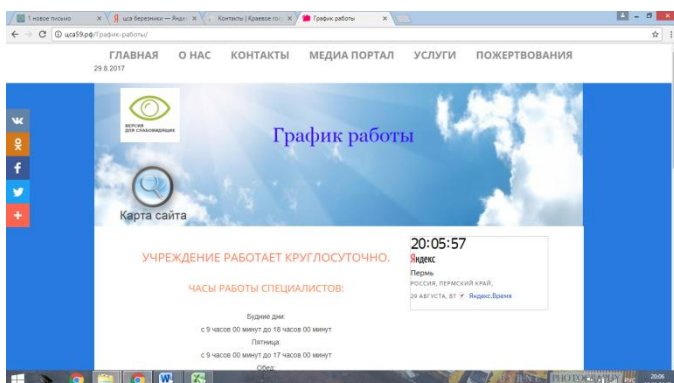 1 новое письмо
цса березники — Янде
Контакты | Краевое гос
График работы
цса59.рф/График-работы/
ГЛАВНАЯ О НАС КОНТАКТЫ МЕДИА ПОРТАЛ УСЛУГИ ПОЖЕРТВОВАНИЯ
29.8.2017
ВЕРСИЯ
ДЛЯ СЛАБОВИДЯЩИХ
График работы
Карта сайта
20:05:57
Яндекс
Пермь
РОССИЯ, ПЕРМСКИЙ КРАЙ,
29 АВГУСТА, ВТ Яндекс.Время
УЧРЕЖДЕНИЕ РАБОТАЕТ КРУГЛОСУТОЧНО.
ЧАСЫ РАБОТЫ СПЕЦИАЛИСТОВ:
Будние дни:
с 9 часов 00 минут до 18 часов 00 минут
Пятница:
с 9 часов 00 минут до 17 часов 00 минут
Обед:
20:06